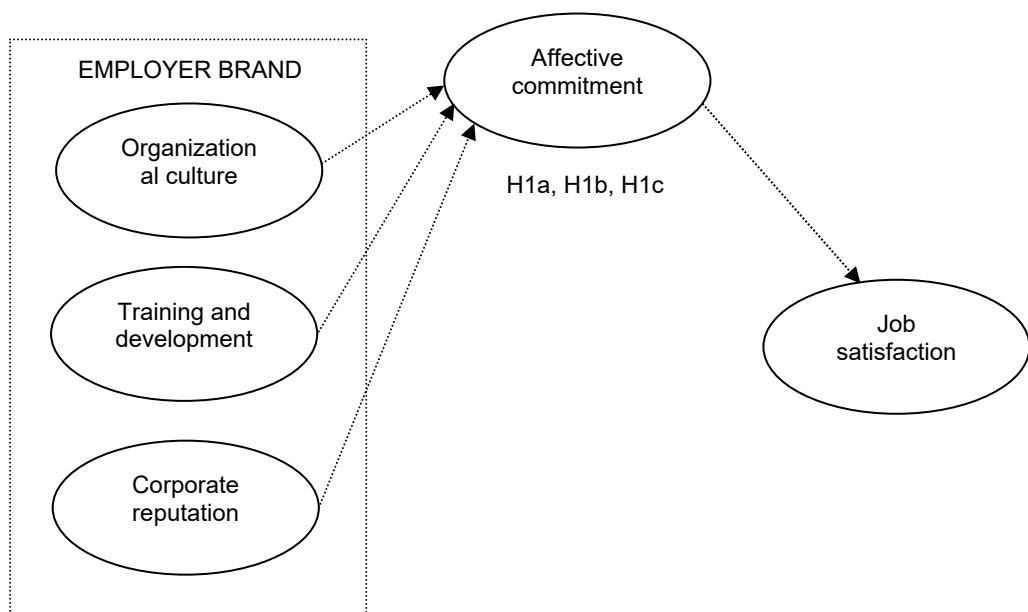 EMPLOYER BRAND
Organization
al culture
Training and
development
Corporate
reputation
Affective
commitment
H1a, H1b, H1c
Job
satisfaction